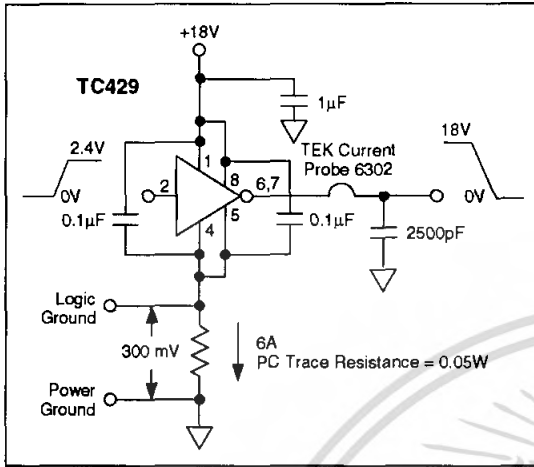 +18V
TC429
1µF
2.4V
0V
18V
0V
TEK Current
Probe 6302
1
2
8
6,7
5
4
0.1µF
0.1µF
2500pF
Logic
Ground
300 mV
6A
PC Trace Resistance = 0.05W
Power
Ground